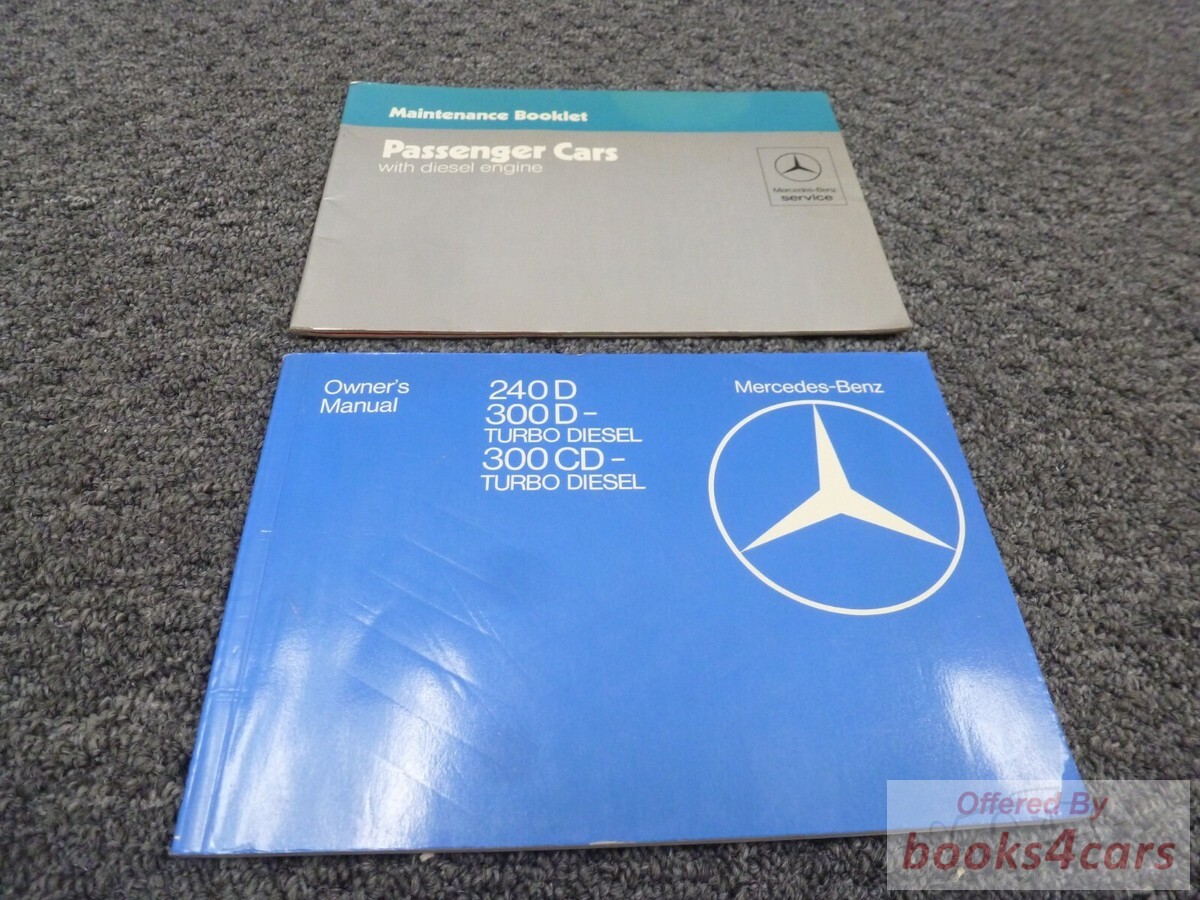 Maintenance Booklet
Passenger Cars
with diesel engine
Mercedes-Benz
service
Owner's
Manual
240 D
300 D –
TURBO DIESEL
300 CD –
TURBO DIESEL
Mercedes-Benz
Offered By
books4cars